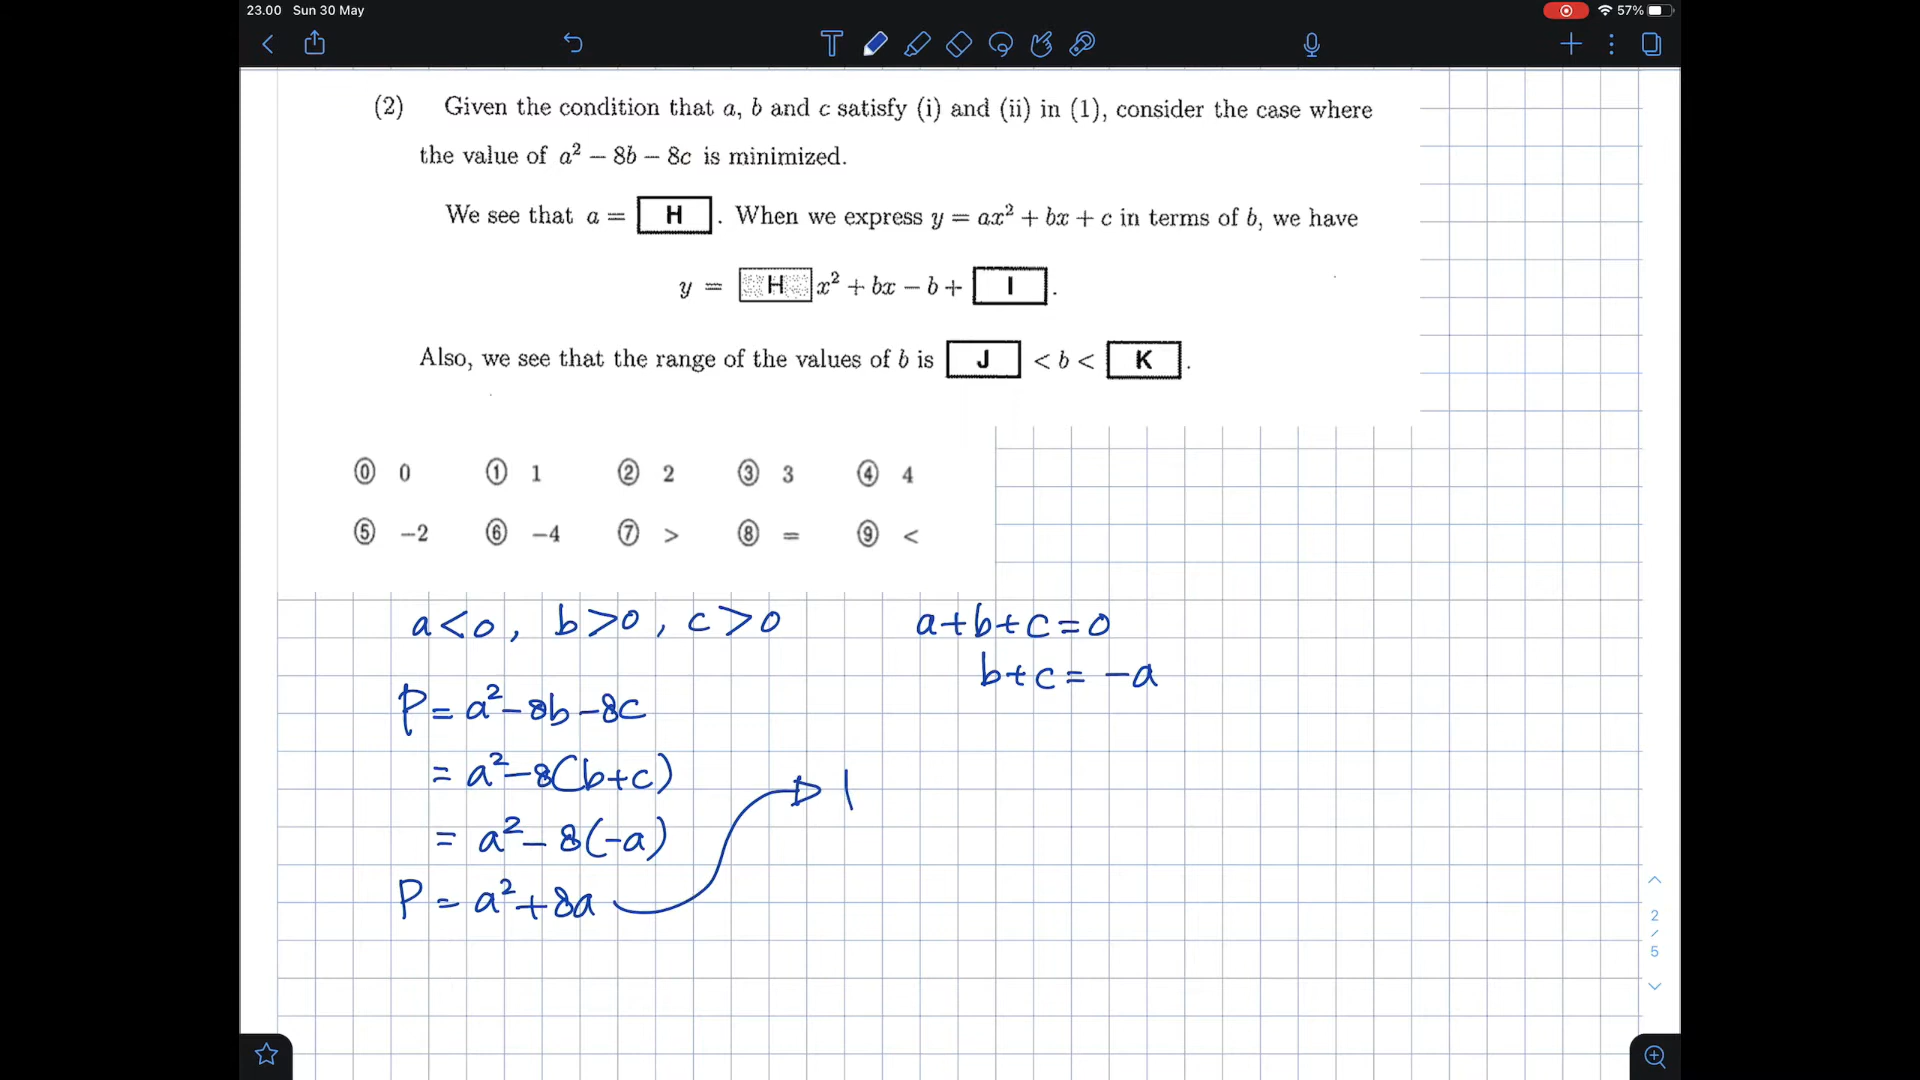 23.00 Sun 30 May
57%
(2) Given the condition that a, b and c satisfy (i) and (ii) in (1), consider the case where
the value of a² − 8b − 8c is minimized.
We see that a = H . When we express y = ax² + bx + c in terms of b, we have
y = H x² + bx − b + I .
Also, we see that the range of the values of b is J < b < K .
⓪ 0 ① 1 ② 2 ③ 3 ④ 4
⑤ −2 ⑥ −4 ⑦ > ⑧ = ⑨ <
a<0, b>0, c>0
a+b+c=0
b+c= −a
P= a²−8b−8c
= a²−8(b+c)
= a²−8(−a)
P= a²+8a
2
/
5